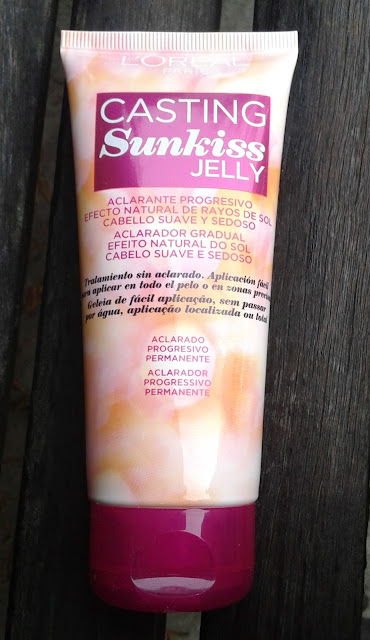 L'ORÉAL
PARIS
CASTING
Sunkiss
JELLY
ACLARANTE PROGRESIVO
EFECTO NATURAL DE RAYOS DE SOL
CABELLO SUAVE Y SEDOSO
ACLARADOR GRADUAL
EFEITO NATURAL DO SOL
CABELO SUAVE E SEDOSO
Tratamiento sin aclarado. Aplicación fácil
para aplicar en todo el pelo o en zonas
Geleia de fácil aplicação, sem passar
por água, aplicação localizada ou total
ACLARADO
PROGRESIVO
PERMANENTE
ACLARADOR
PROGRESSIVO
PERMANENTE